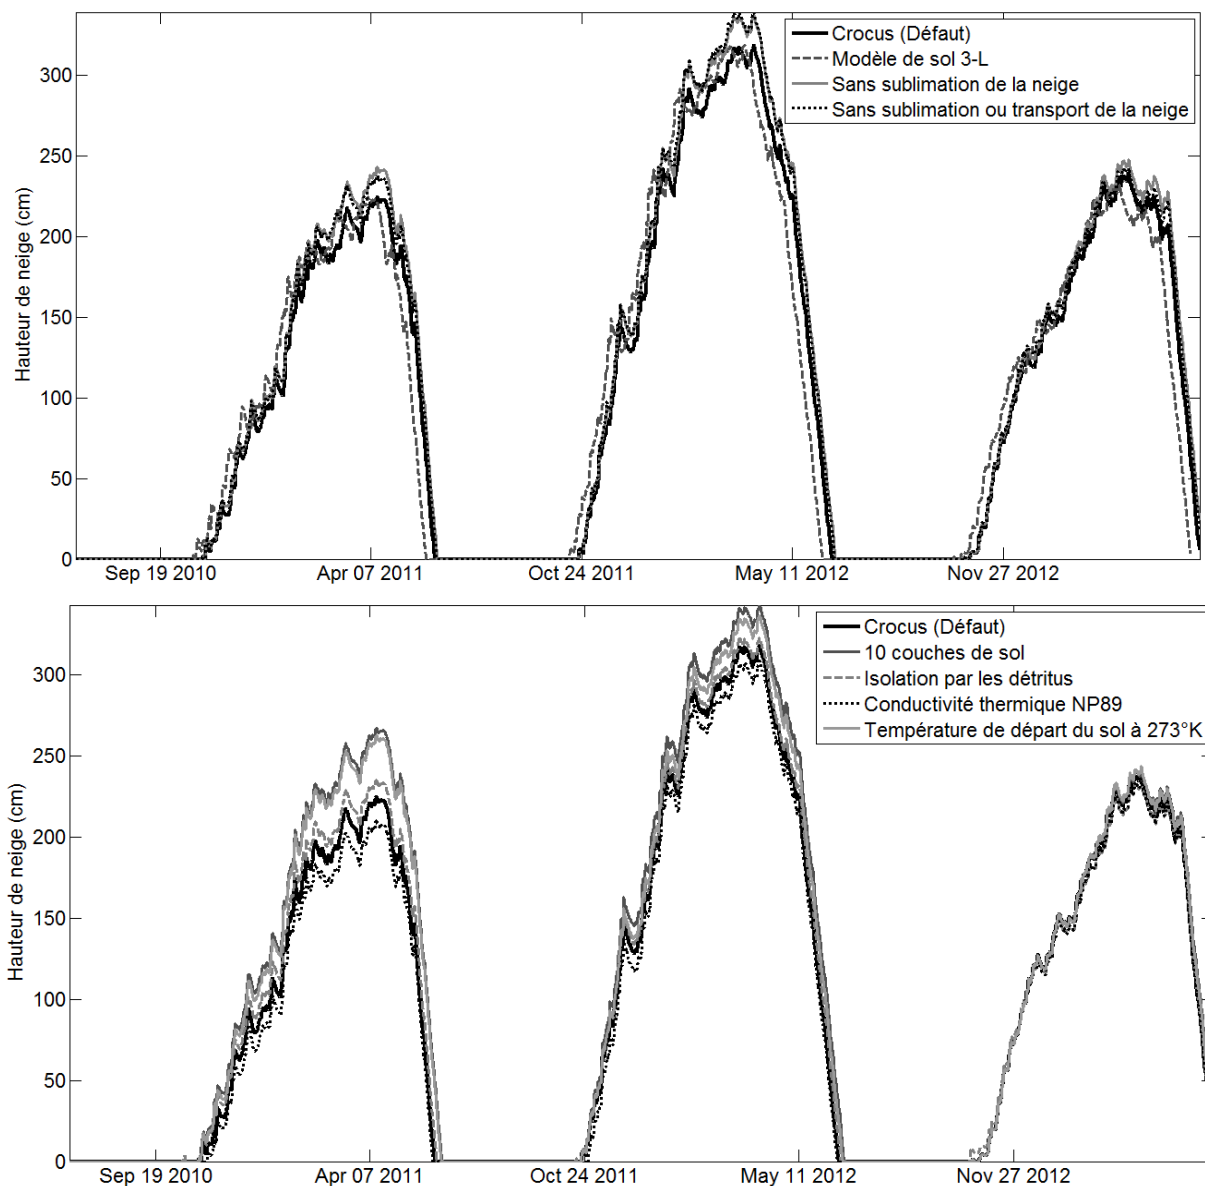 Crocus (Défaut)
Modèle de sol 3-L
Sans sublimation de la neige
Sans sublimation ou transport de la neige
Hauteur de neige (cm)
300
250
200
150
100
50
0
Sep 19 2010 Apr 07 2011 Oct 24 2011 May 11 2012 Nov 27 2012
Crocus (Défaut)
10 couches de sol
Isolation par les détritus
Conductivité thermique NP89
Température de départ du sol à 273°K
Hauteur de neige (cm)
300
250
200
150
100
50
0
Sep 19 2010 Apr 07 2011 Oct 24 2011 May 11 2012 Nov 27 2012